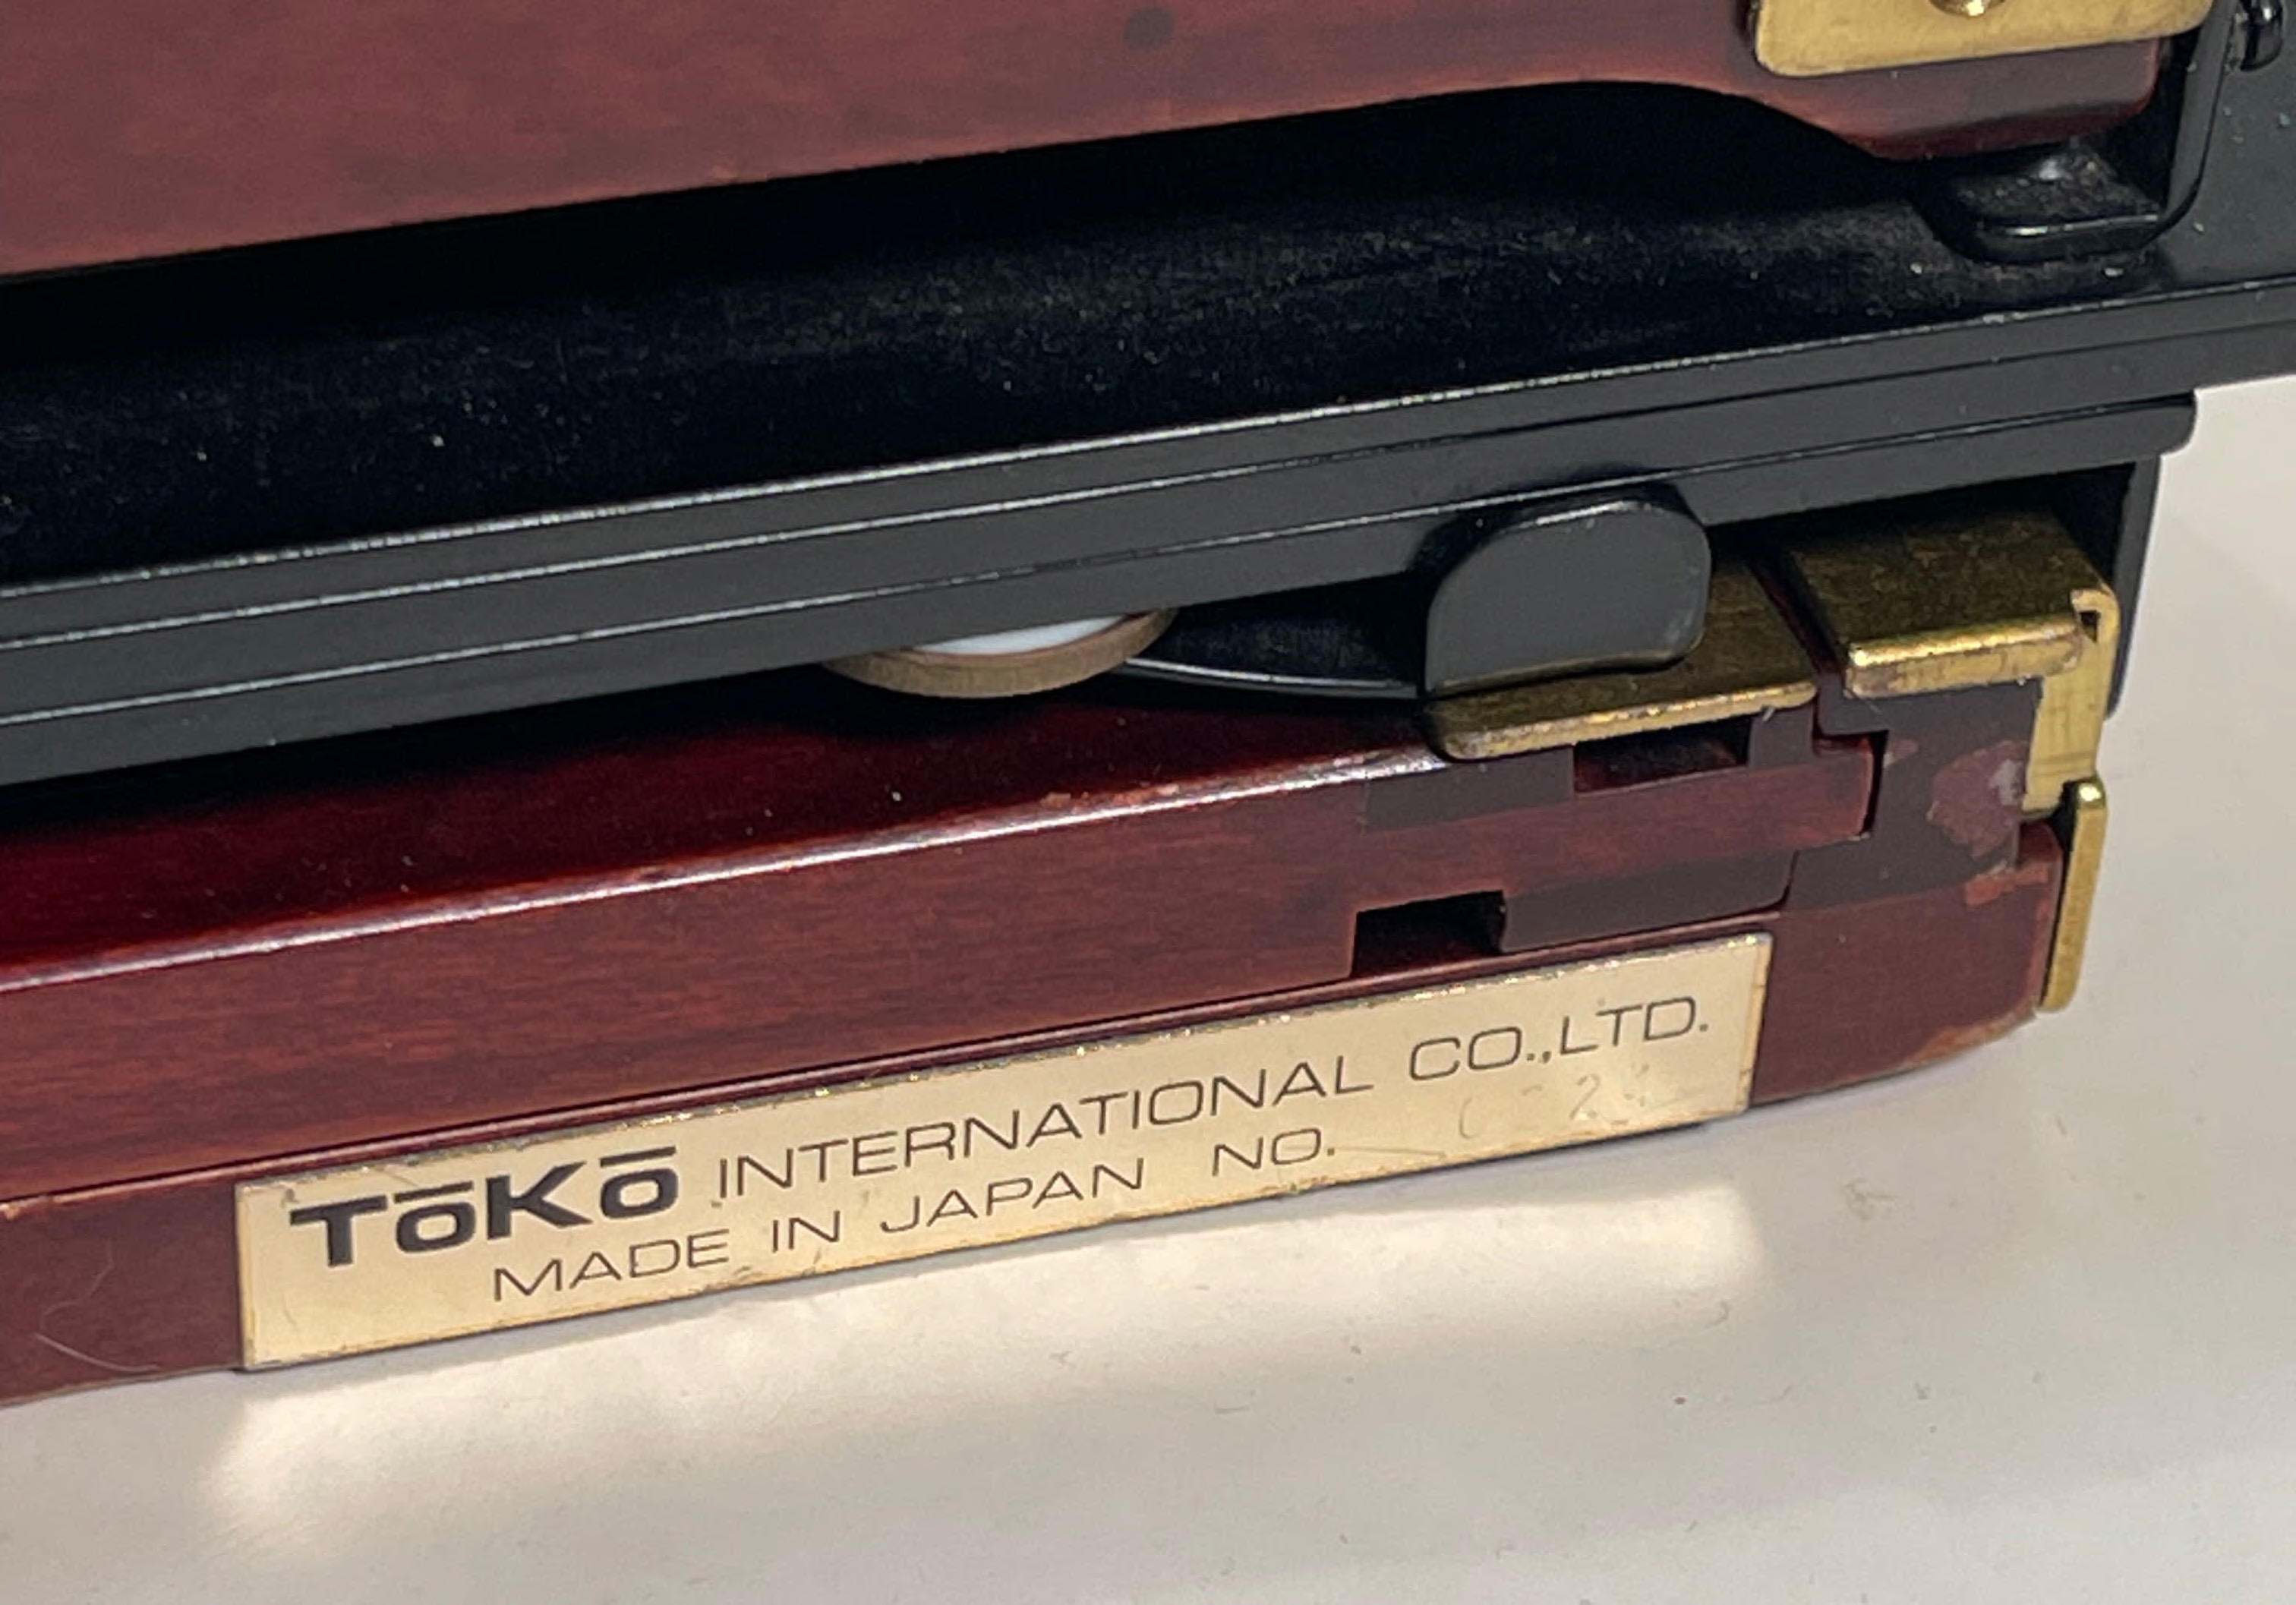 TōKō INTERNATIONAL CO.,LTD.
MADE IN JAPAN NO.